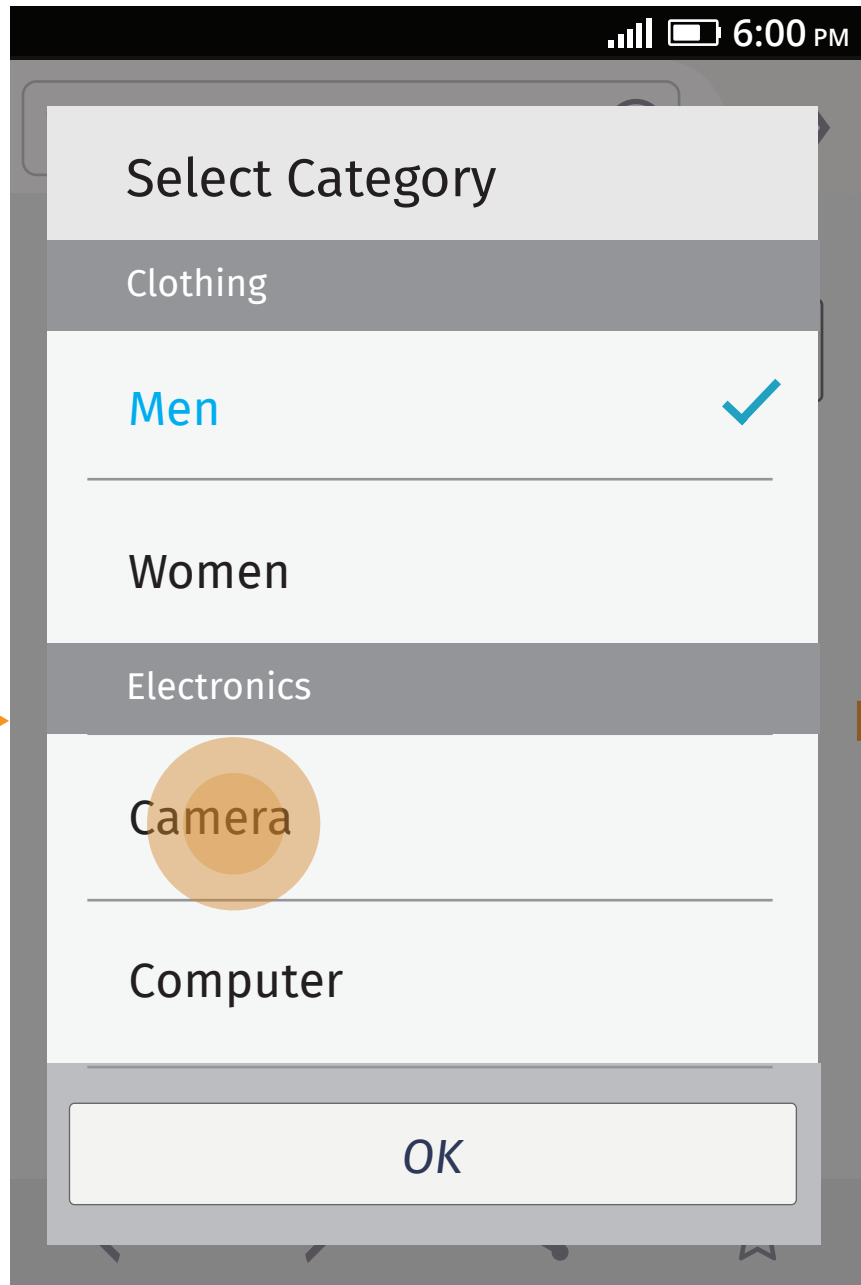 6:00 PM
Select Category
Clothing
Men
Women
Electronics
Camera
Computer
OK